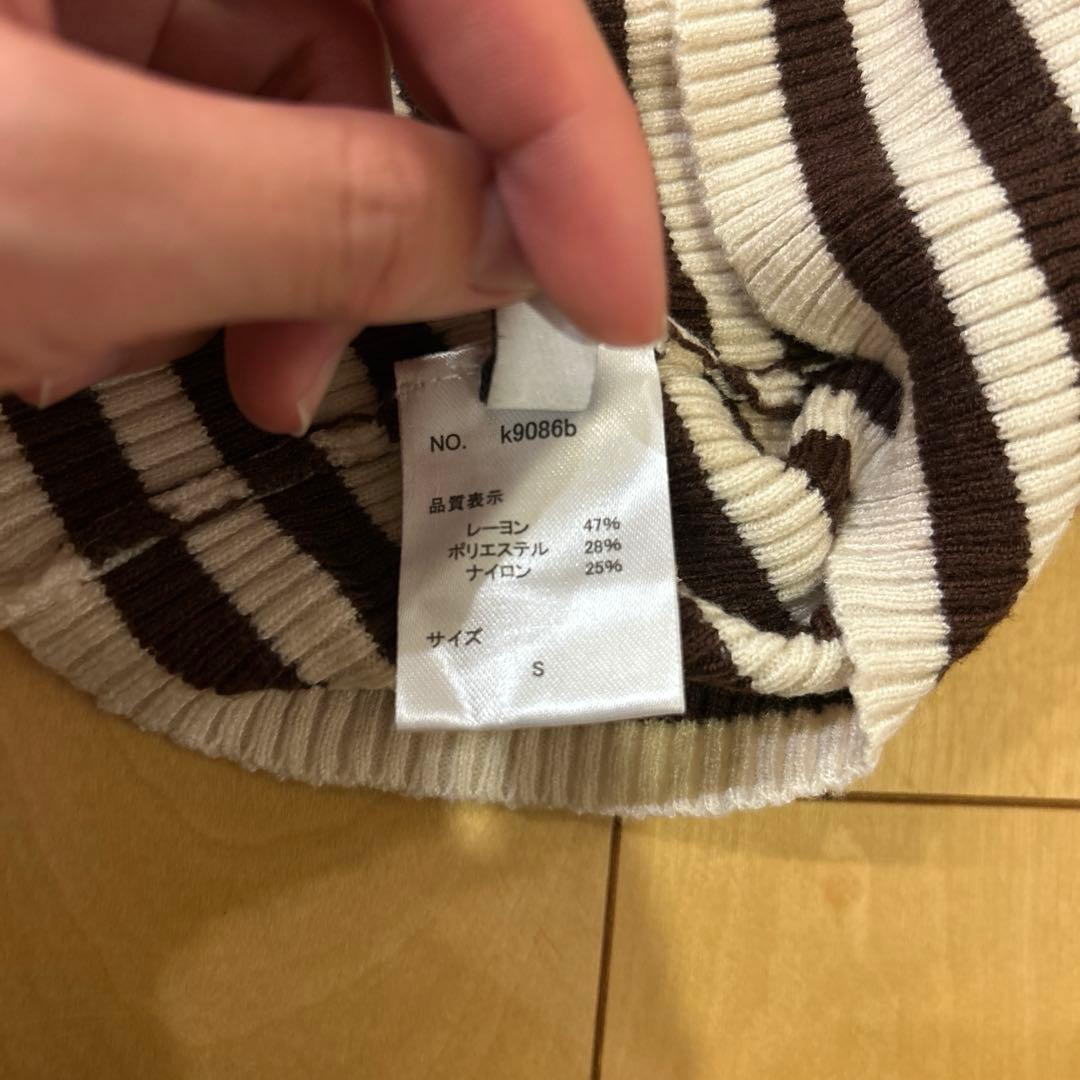 NO. k9086b
品質表示
レーヨン 47%
ポリエステル 28%
ナイロン 25%
サイズ
S